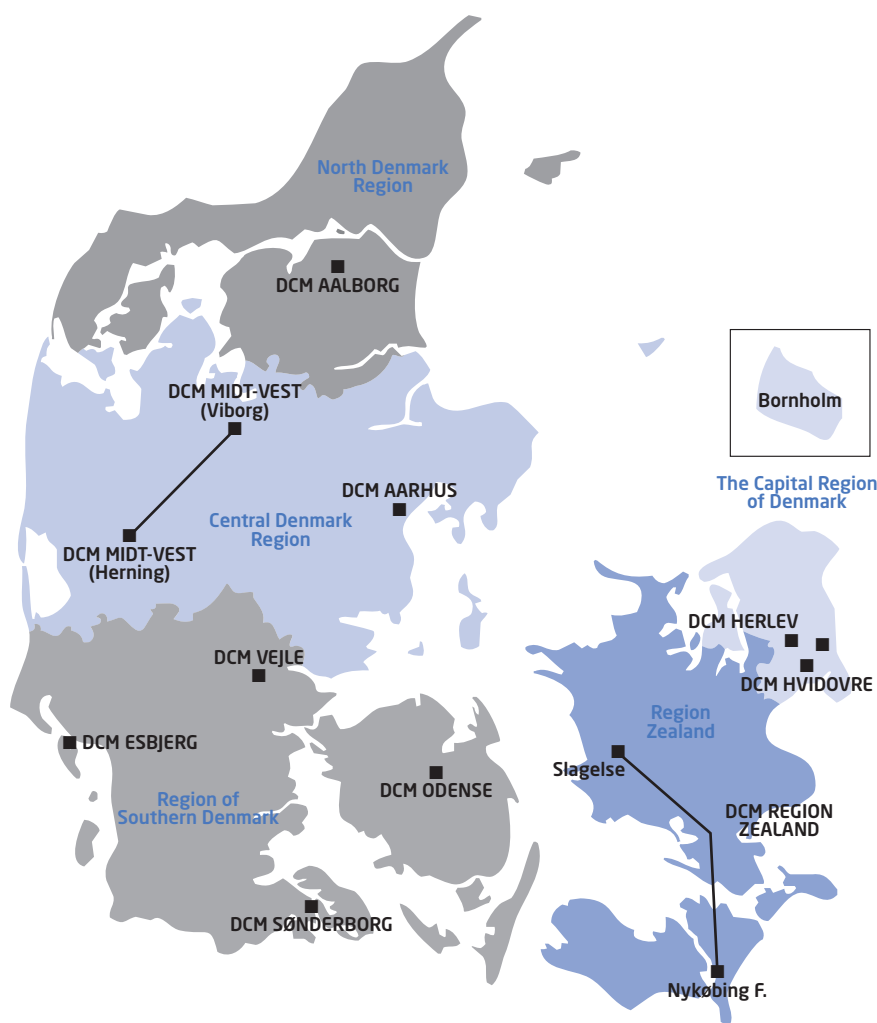 North Denmark
Region
DCM AALBORG
DCM MIDT-VEST
(Viborg)
Bornholm
The Capital Region
of Denmark
DCM AARHUS
Central Denmark
Region
DCM MIDT-VEST
(Herning)
DCM HERLEV
DCM VEJLE
DCM HVIDOVRE
Region
Zealand
DCM ESBJERG
Slagelse
DCM ODENSE
Region of
Southern Denmark
DCM REGION
ZEALAND
DCM SØNDERBORG
Nykøbing F.